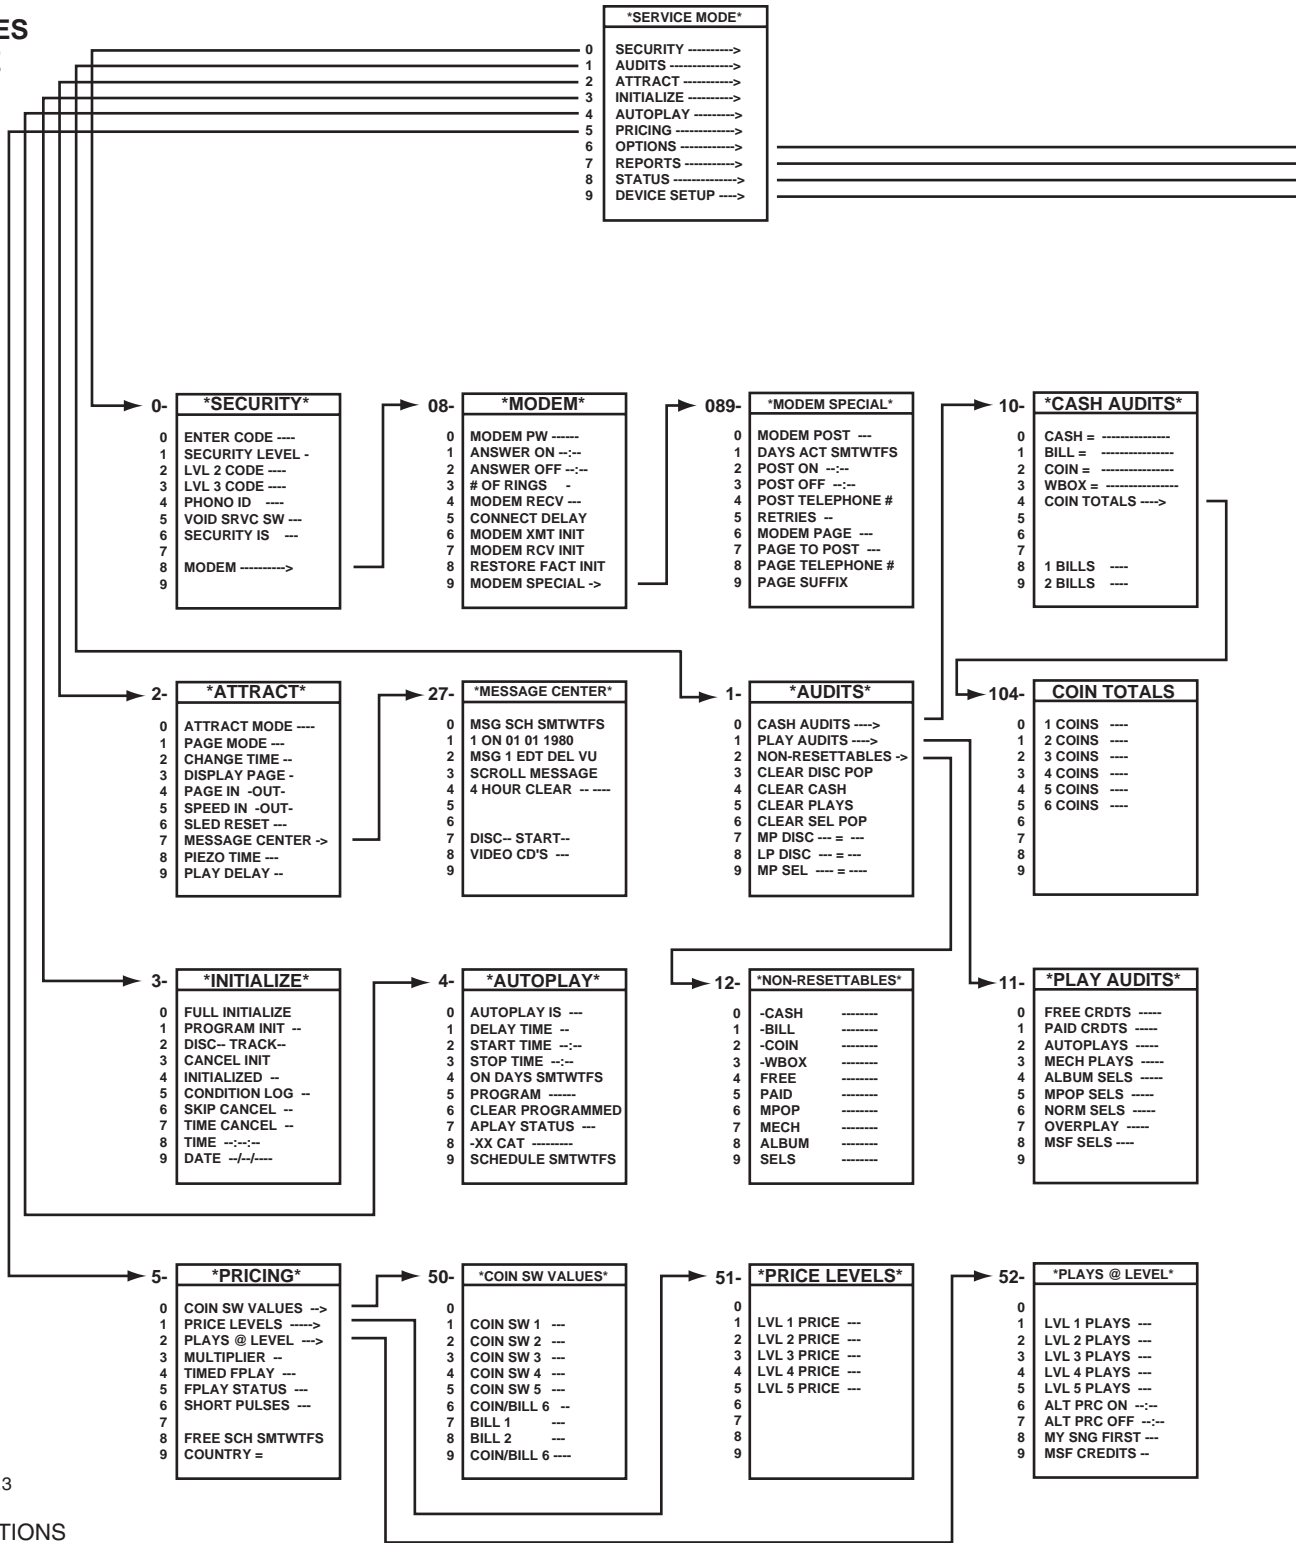 ES
*SERVICE MODE*
0 SECURITY ---------->
1 AUDITS -------------->
2 ATTRACT ----------->
3 INITIALIZE ---------->
4 AUTOPLAY --------->
5 PRICING ------------->
6 OPTIONS ------------>
7 REPORTS ----------->
8 STATUS -------------->
9 DEVICE SETUP ---->
0- *SECURITY*
0 ENTER CODE ----
1 SECURITY LEVEL -
2 LVL 2 CODE ----
3 LVL 3 CODE ----
4 PHONO ID ----
5 VOID SRVC SW ---
6 SECURITY IS ---
7
8 MODEM ---------->
9
08- *MODEM*
0 MODEM PW ------
1 ANSWER ON --:--
2 ANSWER OFF --:--
3 # OF RINGS -
4 MODEM RECV ---
5 CONNECT DELAY
6 MODEM XMT INIT
7 MODEM RCV INIT
8 RESTORE FACT INIT
9 MODEM SPECIAL ->
089- *MODEM SPECIAL*
0 MODEM POST ---
1 DAYS ACT SMTWTFS
2 POST ON --:--
3 POST OFF --:--
4 POST TELEPHONE #
5 RETRIES --
6 MODEM PAGE ---
7 PAGE TO POST ---
8 PAGE TELEPHONE #
9 PAGE SUFFIX
10- *CASH AUDITS*
0 CASH = ---------------
1 BILL = ----------------
2 COIN = ----------------
3 WBOX = ----------------
4 COIN TOTALS ---->
5
6
7
8 1 BILLS ----
9 2 BILLS ----
2- *ATTRACT*
0 ATTRACT MODE ----
1 PAGE MODE ---
2 CHANGE TIME --
3 DISPLAY PAGE -
4 PAGE IN -OUT-
5 SPEED IN -OUT-
6 SLED RESET ---
7 MESSAGE CENTER ->
8 PIEZO TIME ---
9 PLAY DELAY --
27- *MESSAGE CENTER*
0 MSG SCH SMTWTFS
1 1 ON 01 01 1980
2 MSG 1 EDT DEL VU
3 SCROLL MESSAGE
4 4 HOUR CLEAR -- ----
5
6
7 DISC-- START--
8 VIDEO CD'S ---
9
1- *AUDITS*
0 CASH AUDITS ---->
1 PLAY AUDITS ---->
2 NON-RESETTABLES ->
3 CLEAR DISC POP
4 CLEAR CASH
5 CLEAR PLAYS
6 CLEAR SEL POP
7 MP DISC --- = ---
8 LP DISC --- = ---
9 MP SEL ---- = ----
104- COIN TOTALS
0 1 COINS ----
1 2 COINS ----
2 3 COINS ----
3 4 COINS ----
4 5 COINS ----
5 6 COINS ----
6
7
8
9
3- *INITIALIZE*
0 FULL INITIALIZE
1 PROGRAM INIT --
2 DISC-- TRACK--
3 CANCEL INIT
4 INITIALIZED --
5 CONDITION LOG --
6 SKIP CANCEL --
7 TIME CANCEL --
8 TIME --:--:--
9 DATE --/--/----
4- *AUTOPLAY*
0 AUTOPLAY IS ---
1 DELAY TIME --
2 START TIME --:--
3 STOP TIME --:--
4 ON DAYS SMTWTFS
5 PROGRAM ------
6 CLEAR PROGRAMMED
7 APLAY STATUS ---
8 -XX CAT ---------
9 SCHEDULE SMTWTFS
12- *NON-RESETTABLES*
0 -CASH --------
1 -BILL --------
2 -COIN --------
3 -WBOX --------
4 FREE --------
5 PAID --------
6 MPOP --------
7 MECH --------
8 ALBUM --------
9 SELS --------
11- *PLAY AUDITS*
0 FREE CRDTS -----
1 PAID CRDTS -----
2 AUTOPLAYS -----
3 MECH PLAYS -----
4 ALBUM SELS -----
5 MPOP SELS -----
6 NORM SELS -----
7 OVERPLAY -----
8 MSF SELS ----
9
5- *PRICING*
0 COIN SW VALUES -->
1 PRICE LEVELS ----->
2 PLAYS @ LEVEL --->
3 MULTIPLIER --
4 TIMED FPLAY ---
5 FPLAY STATUS ---
6 SHORT PULSES ---
7
8 FREE SCH SMTWTFS
9 COUNTRY =
50- *COIN SW VALUES*
0
1 COIN SW 1 ---
2 COIN SW 2 ---
3 COIN SW 3 ---
4 COIN SW 4 ---
5 COIN SW 5 ---
6 COIN/BILL 6 --
7 BILL 1 ---
8 BILL 2 ---
9 COIN/BILL 6 ----
51- *PRICE LEVELS*
0
1 LVL 1 PRICE ---
2 LVL 2 PRICE ---
3 LVL 3 PRICE ---
4 LVL 4 PRICE ---
5 LVL 5 PRICE ---
6
7
8
9
52- *PLAYS @ LEVEL*
0
1 LVL 1 PLAYS ---
2 LVL 2 PLAYS ---
3 LVL 3 PLAYS ---
4 LVL 4 PLAYS ---
5 LVL 5 PLAYS ---
6 ALT PRC ON --:--
7 ALT PRC OFF --:--
8 MY SNG FIRST ---
9 MSF CREDITS --
3
TIONS